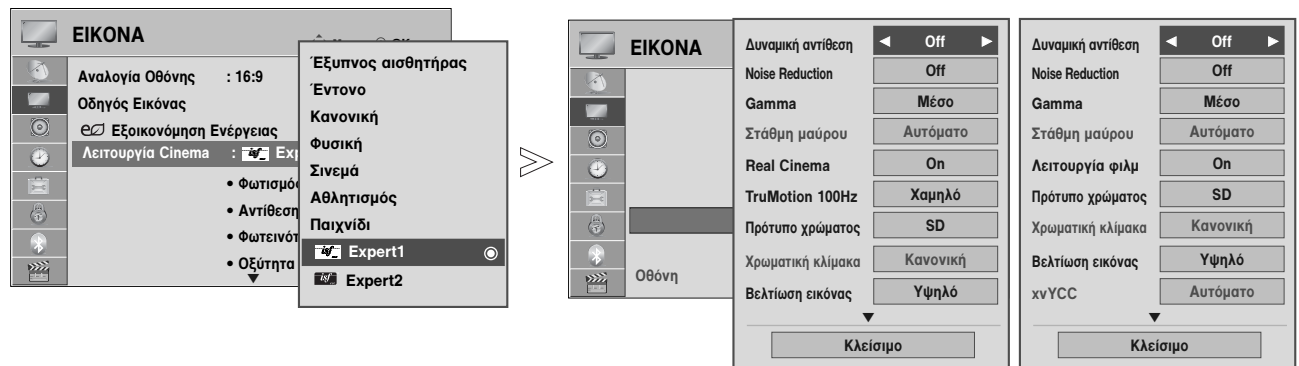 ΕΙΚΟΝΑ
Αναλογία Οθόνης : 16:9
Οδηγός Εικόνας
Εξοικονόμηση Ενέργειας
Λειτουργία Cinema : isf
• Φωτισμός
• Αντίθεση
•
• Οξύτητα
▼
Έξυπνος αισθητήρας
Έντονο
Κανονική
Φυσική
Σινεμά
Αθλητισμός
Παιχνίδι
isf Expert1
isf Expert2
ΕΙΚΟΝΑ
Οθόνη
Δυναμική αντίθεση ◄ Off ►
Noise Reduction Off
Gamma Μέσο
Στάθμη μαύρου Αυτόματο
Real Cinema On
TruMotion 100Hz Χαμηλό
Πρότυπο χρώματος SD
Χρωματική κλίμακα Κανονική
Βελτίωση εικόνας Υψηλό
▼
Κλείσιμο
Δυναμική αντίθεση ◄ Off ►
Noise Reduction Off
Gamma Μέσο
Στάθμη μαύρου Αυτόματο
Λειτουργία φιλμ On
Πρότυπο χρώματος SD
Χρωματική κλίμακα Κανονική
Βελτίωση εικόνας Υψηλό
xvYCC Αυτόματο
▼
Κλείσιμο